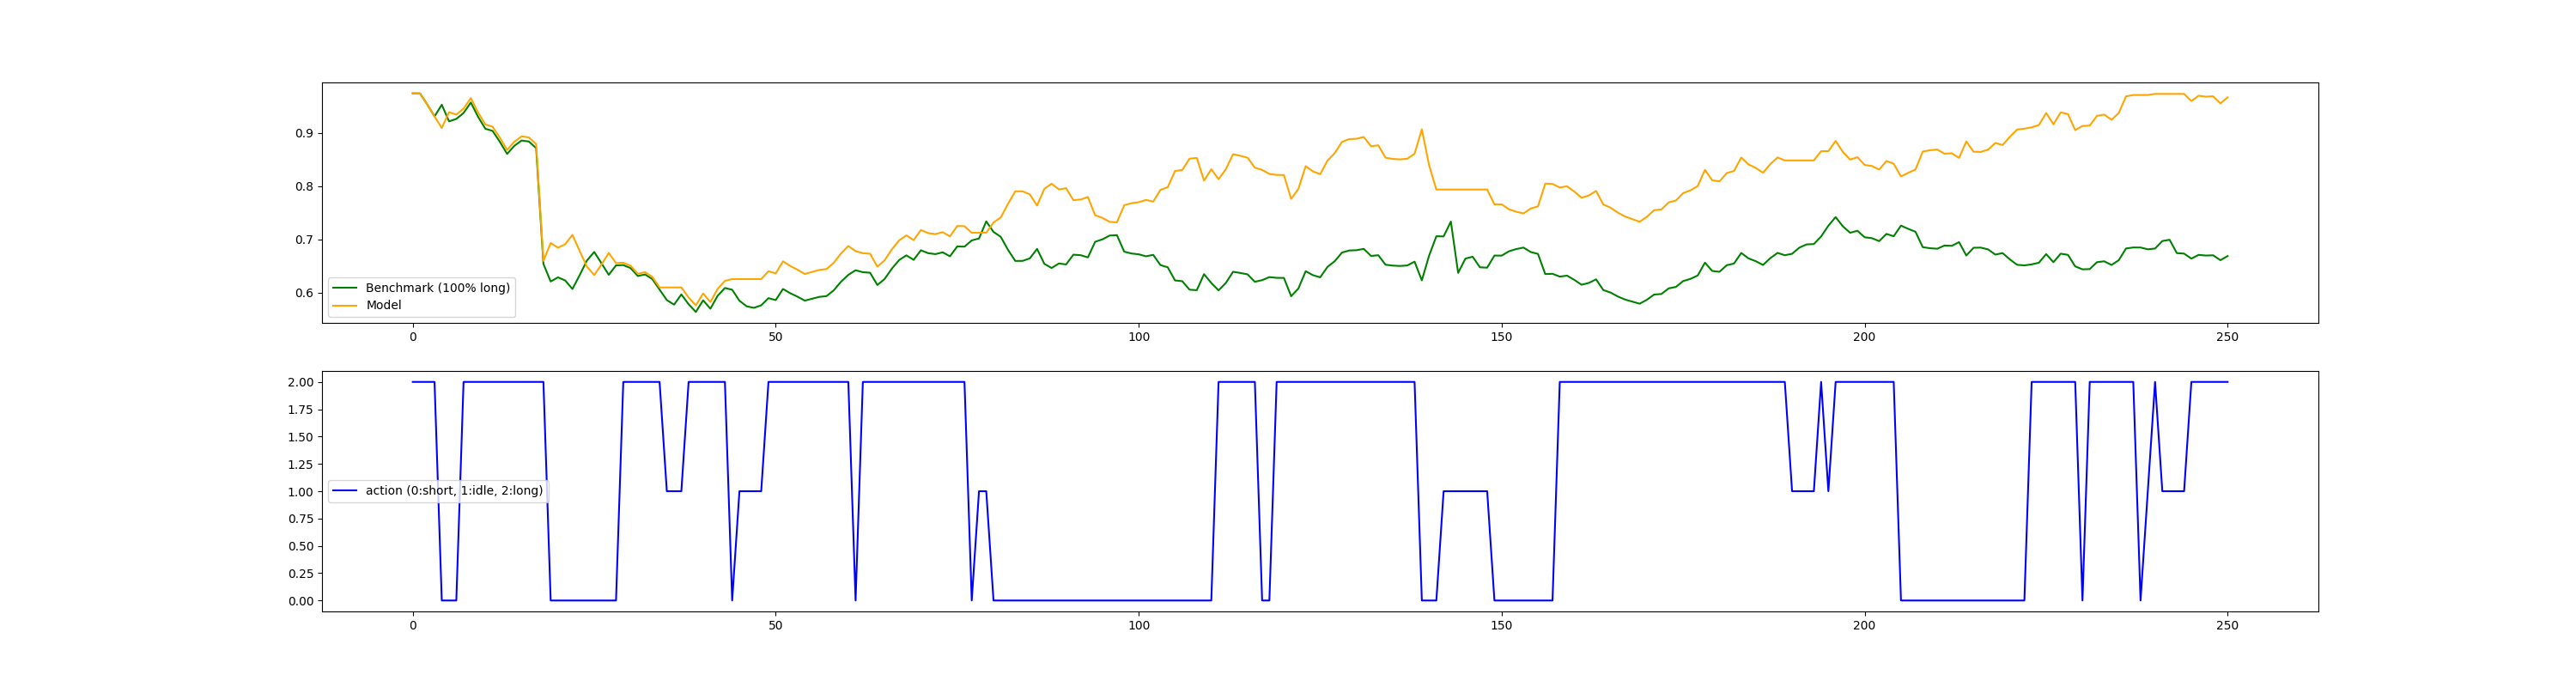 0.9
0.8
0.7
0.6
Benchmark (100% long)
Model
0 50 100 150 200 250
2.00
1.75
1.50
1.25
1.00
0.75
0.50
0.25
0.00
action (0:short, 1:idle, 2:long)
0 50 100 150 200 250